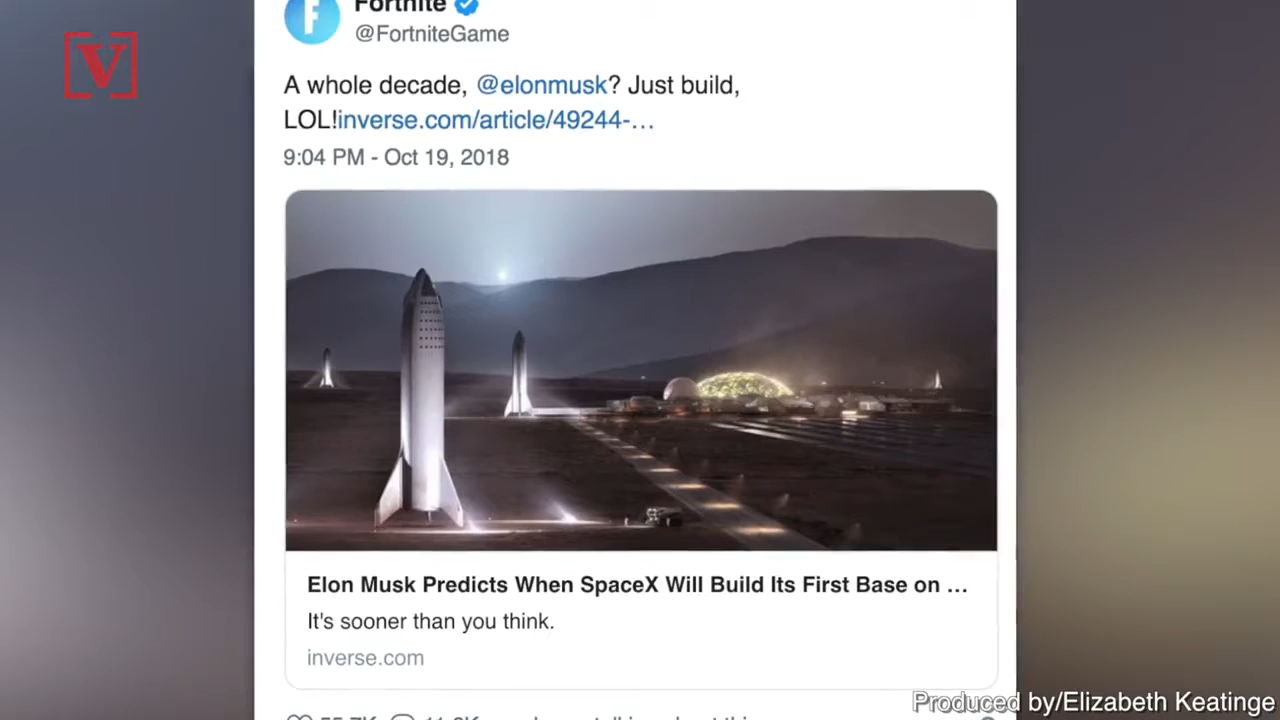 V
Fortnite
@FortniteGame
A whole decade, @elonmusk? Just build,
LOL!inverse.com/article/49244-…
9:04 PM - Oct 19, 2018
Elon Musk Predicts When SpaceX Will Build Its First Base on …
It's sooner than you think.
inverse.com
Produced by/Elizabeth Keatinge